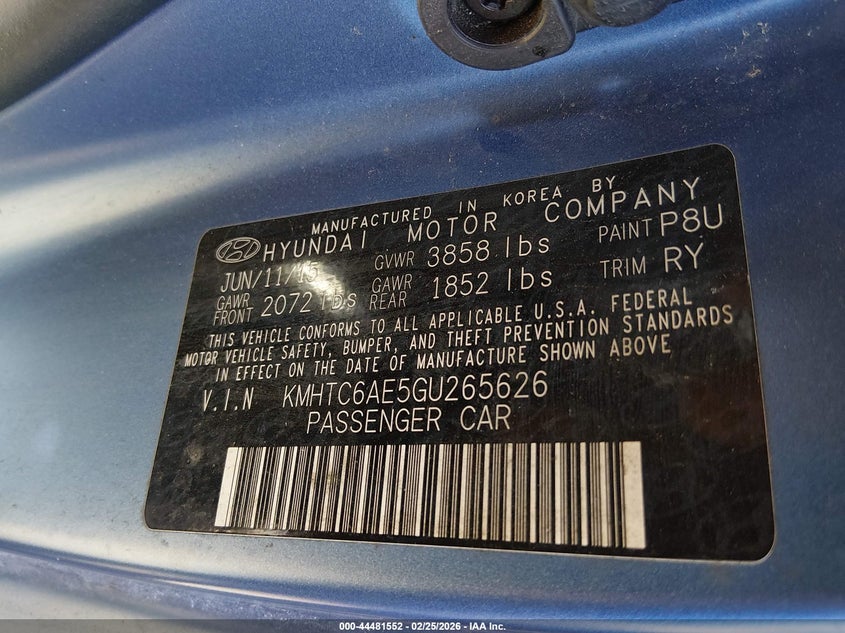 MANUFACTURED IN KOREA BY
HYUNDAI MOTOR COMPANY
JUN/11/15 GVWR 3858 lbs PAINT P8U
GAWR FRONT 2072 lbs GAWR REAR 1852 lbs TRIM RY
THIS VEHICLE CONFORMS TO ALL APPLICABLE U.S.A. FEDERAL
MOTOR VEHICLE SAFETY, BUMPER, AND THEFT PREVENTION STANDARDS
IN EFFECT ON THE DATE OF MANUFACTURE SHOWN ABOVE
V.I.N KMHTC6AE5GU265626
PASSENGER CAR
000-44481552 - 02/25/2026 - IAA Inc.